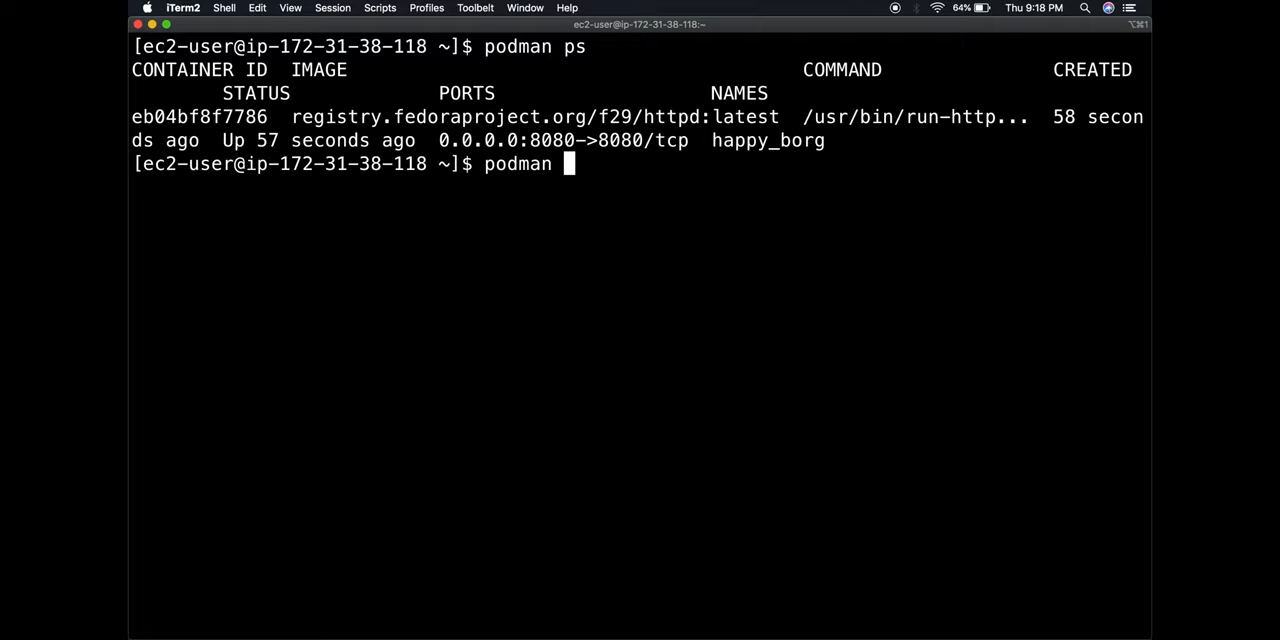 iTerm2 Shell Edit View Session Scripts Profiles Toolbelt Window Help 64% Thu 9:18 PM
ec2-user@ip-172-31-38-118:~ ⌥⌘1
[ec2-user@ip-172-31-38-118 ~]$ podman ps
CONTAINER ID IMAGE COMMAND CREATED
STATUS PORTS NAMES
eb04bf8f7786 registry.fedoraproject.org/f29/httpd:latest /usr/bin/run-http... 58 secon
ds ago Up 57 seconds ago 0.0.0.0:8080->8080/tcp happy_borg
[ec2-user@ip-172-31-38-118 ~]$ podman